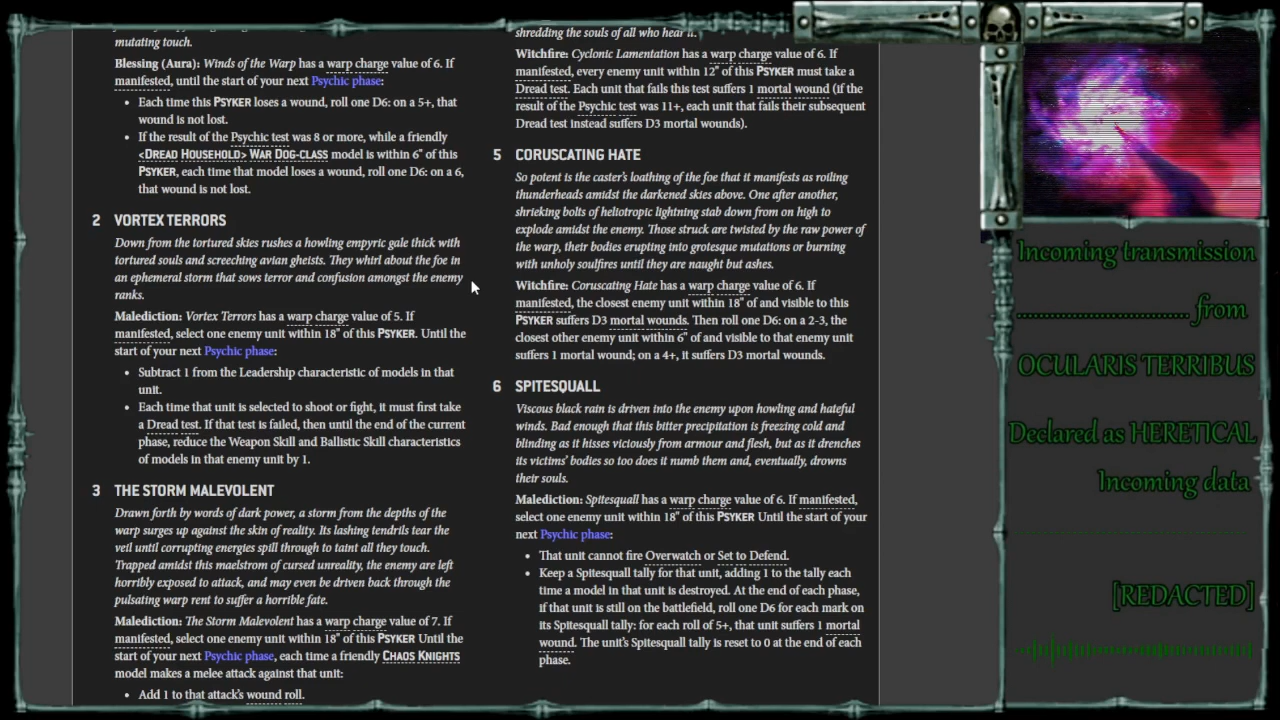 mutating touch.
Blessing (Aura): Winds of the Warp has a warp charge value of 6. If
manifested, until the start of your next Psychic phase:
• Each time this PSYKER loses a wound, roll one D6: on a 5+, that
wound is not lost.
• If the result of the Psychic test was 8 or more, while a friendly
<DREAD HOUSEHOLD> WAR DOG-CLASS model is within 6" of this
PSYKER, each time that model loses a wound, roll one D6: on a 6,
that wound is not lost.
2 VORTEX TERRORS
Down from the tortured skies rushes a howling empyric gale thick with
tortured souls and screeching avian gheists. They whirl about the foe in
an ephemeral storm that sows terror and confusion amongst the enemy
ranks.
Malediction: Vortex Terrors has a warp charge value of 5. If
manifested, select one enemy unit within 18" of this PSYKER. Until the
start of your next Psychic phase:
• Subtract 1 from the Leadership characteristic of models in that
unit.
• Each time that unit is selected to shoot or fight, it must first take
a Dread test. If that test is failed, then until the end of the current
phase, reduce the Weapon Skill and Ballistic Skill characteristics
of models in that enemy unit by 1.
3 THE STORM MALEVOLENT
Drawn forth by words of dark power, a storm from the depths of the
warp surges up against the skin of reality. Its lashing tendrils tear the
veil until corrupting energies spill through to taint all they touch.
Trapped amidst this maelstrom of cursed unreality, the enemy are left
horribly exposed to attack, and may even be driven back through the
pulsating warp rent to suffer a horrible fate.
Malediction: The Storm Malevolent has a warp charge value of 7. If
manifested, select one enemy unit within 18" of this PSYKER Until the
start of your next Psychic phase, each time a friendly CHAOS KNIGHTS
model makes a melee attack against that unit:
• Add 1 to that attack's wound roll.
shredding the souls of all who hear it.
Witchfire: Cyclonic Lamentation has a warp charge value of 6. If
manifested, every enemy unit within 12" of this PSYKER must take a
Dread test. Each unit that fails this test suffers 1 mortal wound (if the
result of the Psychic test was 11+, each unit that fails their subsequent
Dread test instead suffers D3 mortal wounds).
5 CORUSCATING HATE
So potent is the caster's loathing of the foe that it manifests as roiling
thunderheads amidst the darkened skies above. One after another,
shrieking bolts of heliotropic lightning stab down from on high to
explode amidst the enemy. Those struck are twisted by the raw power of
the warp, their bodies erupting into grotesque mutations or burning
with unholy soulfires until they are naught but ashes.
Witchfire: Coruscating Hate has a warp charge value of 6. If
manifested, the closest enemy unit within 18" of and visible to this
PSYKER suffers D3 mortal wounds. Then roll one D6: on a 2-3, the
closest other enemy unit within 6" of and visible to that enemy unit
suffers 1 mortal wound; on a 4+, it suffers D3 mortal wounds.
6 SPITESQUALL
Viscous black rain is driven into the enemy upon howling and hateful
winds. Bad enough that this bitter precipitation is freezing cold and
blinding as it hisses viciously from armour and flesh, but as it drenches
its victims' bodies so too does it numb them and, eventually, drowns
their souls.
Malediction: Spitesquall has a warp charge value of 6. If manifested,
select one enemy unit within 18" of this PSYKER Until the start of your
next Psychic phase:
• That unit cannot fire Overwatch or Set to Defend.
• Keep a Spitesquall tally for that unit, adding 1 to the tally each
time a model in that unit is destroyed. At the end of each phase,
if that unit is still on the battlefield, roll one D6 for each mark on
its Spitesquall tally: for each roll of 5+, that unit suffers 1 mortal
wound. The unit's Spitesquall tally is reset to 0 at the end of each
phase.
Incoming transmission
............................... from
OCULARIS TERRIBUS
Declared as HERETICAL
Incoming data
[REDACTED]